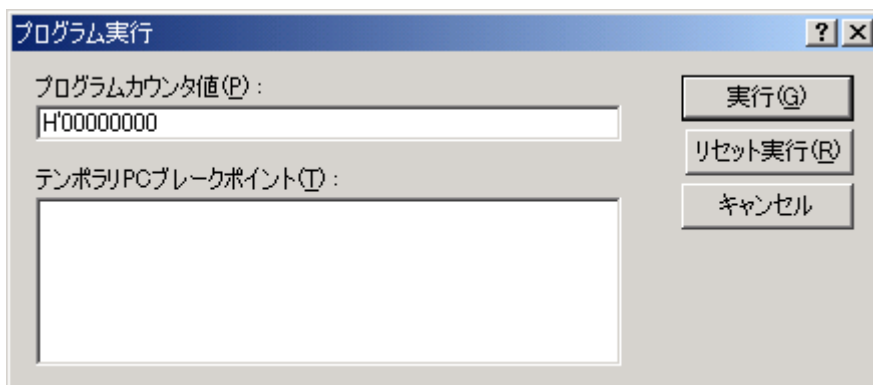 プログラム実行
プログラムカウンタ値(P) :
H'00000000
実行(G)
リセット実行(R)
テンポラリPCブレークポイント(T) :
キャンセル